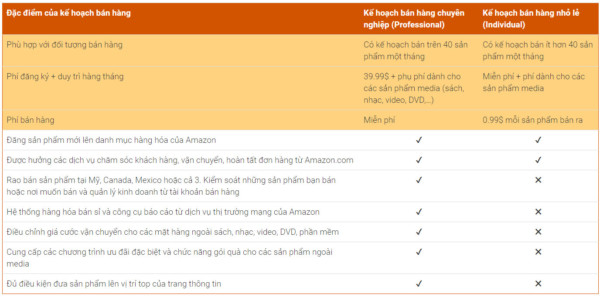 Đặc điểm của kế hoạch bán hàng
Kế hoạch bán hàng chuyên
nghiệp (Professional)
Kế hoạch bán hàng nhỏ lẻ
(Individual)
Phù hợp với đối tượng bán hàng
Có kế hoạch bán trên 40 sản
phẩm một tháng
Có kế hoạch bán ít hơn 40 sản
phẩm một tháng
Phí đăng ký + duy trì hàng tháng
39.99$ + phụ phí dành cho
các sản phẩm media (sách,
nhạc, video, DVD,...)
Miễn phí + phí dành cho các
sản phẩm media
Phí bán hàng
Miễn phí
0.99$ mỗi sản phẩm bán ra
Đăng sản phẩm mới lên danh mục hàng hóa của Amazon
✓
✓
Được hưởng các dịch vụ chăm sóc khách hàng, vận chuyển, hoàn tất đơn hàng từ Amazon.com
✓
✓
Rao bán sản phẩm tại Mỹ, Canada, Mexico hoặc cả 3. Kiểm soát những sản phẩm bạn bán
hoặc nơi muốn bán và quản lý kinh doanh từ tài khoản bán hàng
✓
✕
Hệ thống hàng hóa bán sỉ và công cụ báo cáo từ dịch vụ thị trường mạng của Amazon
✓
✕
Điều chỉnh giá cước vận chuyển cho các mặt hàng ngoài sách, nhạc, video, DVD, phần mềm
✓
✕
Cung cấp các chương trình ưu đãi đặc biệt và chức năng gói quà cho các sản phẩm ngoài
media
✓
✕
Đủ điều kiện đưa sản phẩm lên vị trí top của trang thông tin
✓
✕